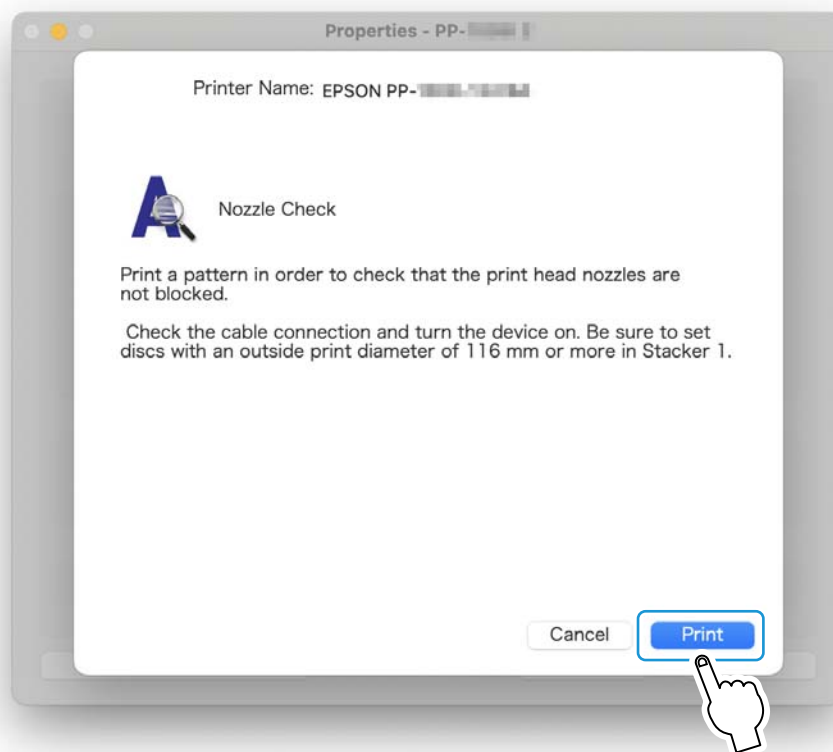 Properties - PP-
Printer Name: EPSON PP-
Nozzle Check
Print a pattern in order to check that the print head nozzles are
not blocked.
Check the cable connection and turn the device on. Be sure to set
discs with an outside print diameter of 116 mm or more in Stacker 1.
Cancel Print